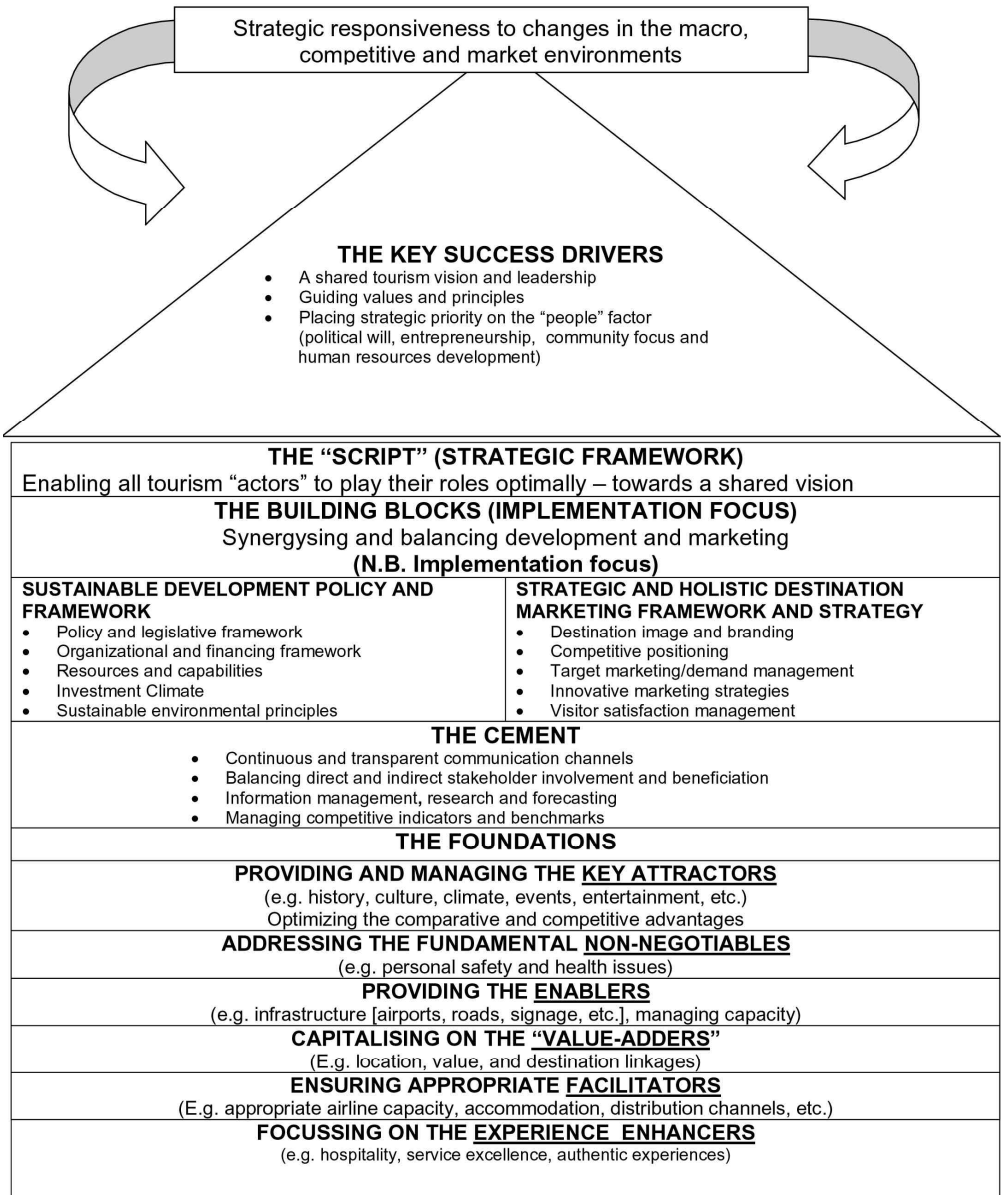 Strategic responsiveness to changes in the macro,
competitive and market environments
THE KEY SUCCESS DRIVERS
• A shared tourism vision and leadership
• Guiding values and principles
• Placing strategic priority on the “people” factor
(political will, entrepreneurship, community focus and
human resources development)
THE “SCRIPT” (STRATEGIC FRAMEWORK)
Enabling all tourism “actors” to play their roles optimally – towards a shared vision
THE BUILDING BLOCKS (IMPLEMENTATION FOCUS)
Synergysing and balancing development and marketing
(N.B. Implementation focus)
SUSTAINABLE DEVELOPMENT POLICY AND
FRAMEWORK
• Policy and legislative framework
• Organizational and financing framework
• Resources and capabilities
• Investment Climate
• Sustainable environmental principles
STRATEGIC AND HOLISTIC DESTINATION
MARKETING FRAMEWORK AND STRATEGY
• Destination image and branding
• Competitive positioning
• Target marketing/demand management
• Innovative marketing strategies
• Visitor satisfaction management
THE CEMENT
• Continuous and transparent communication channels
• Balancing direct and indirect stakeholder involvement and beneficiation
• Information management, research and forecasting
• Managing competitive indicators and benchmarks
THE FOUNDATIONS
PROVIDING AND MANAGING THE KEY ATTRACTORS
(e.g. history, culture, climate, events, entertainment, etc.)
Optimizing the comparative and competitive advantages
ADDRESSING THE FUNDAMENTAL NON-NEGOTIABLES
(e.g. personal safety and health issues)
PROVIDING THE ENABLERS
(e.g. infrastructure [airports, roads, signage, etc.], managing capacity)
CAPITALISING ON THE “VALUE-ADDERS”
(E.g. location, value, and destination linkages)
ENSURING APPROPRIATE FACILITATORS
(E.g. appropriate airline capacity, accommodation, distribution channels, etc.)
FOCUSSING ON THE EXPERIENCE ENHANCERS
(e.g. hospitality, service excellence, authentic experiences)